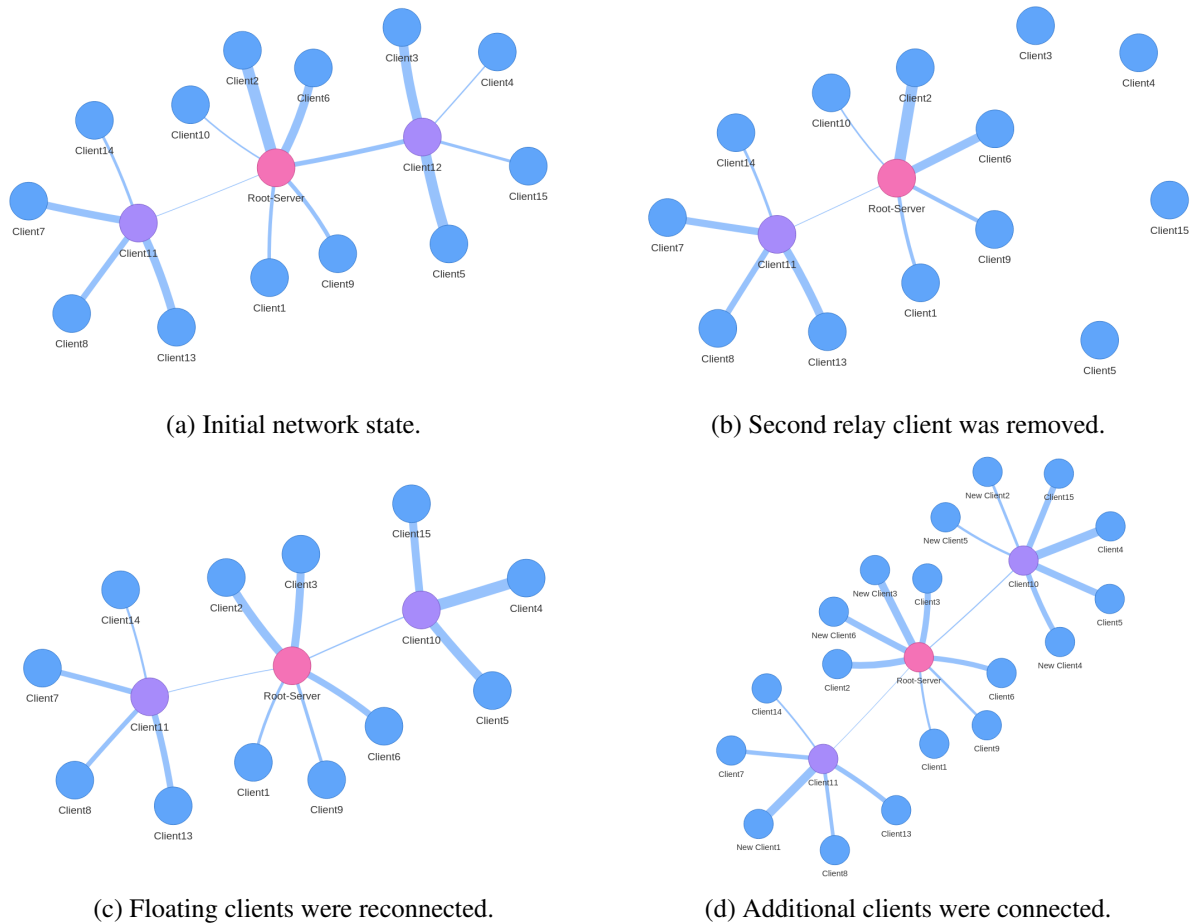 Client3
Client2
Client4
Client6
Client10
Client14
Client12
Client15
Root-Server
Client7
Client11
Client5
Client9
Client1
Client8
Client13
(a) Initial network state.
Client3
Client4
Client2
Client10
Client6
Client14
Root-Server
Client15
Client7
Client11
Client9
Client1
Client8
Client13
Client5
(b) Second relay client was removed.
Client15
Client3
Client2
Client4
Client14
Client10
Client7
Root-Server
Client11
Client5
Client6
Client1
Client9
Client8
Client13
(c) Floating clients were reconnected.
New Client2
Client15
New Client5
Client4
Client10
New Client3
Client3
Client5
New Client6
New Client4
Root-Server
Client2
Client6
Client14
Client9
Client1
Client7
Client11
Client13
New Client1
Client8
(d) Additional clients were connected.